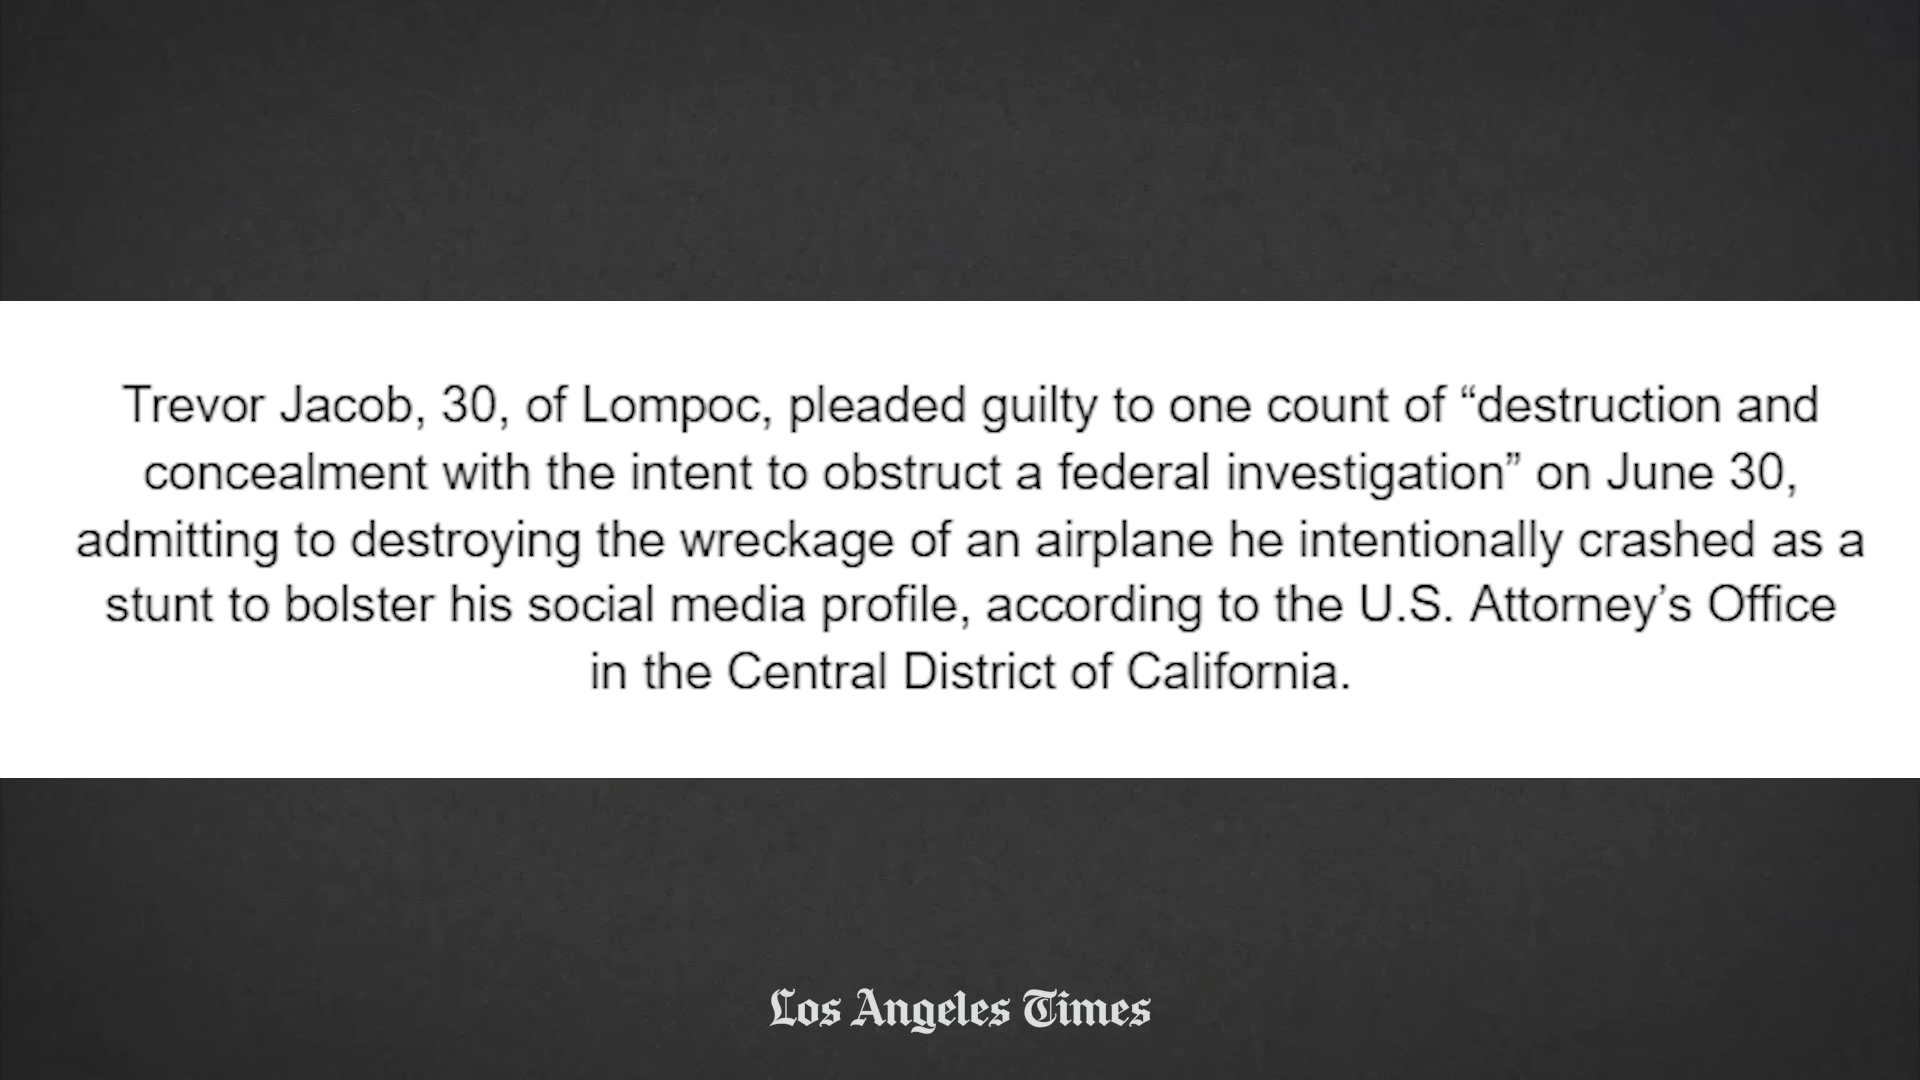 Trevor Jacob, 30, of Lompoc, pleaded guilty to one count of “destruction and
concealment with the intent to obstruct a federal investigation” on June 30,
admitting to destroying the wreckage of an airplane he intentionally crashed as a
stunt to bolster his social media profile, according to the U.S. Attorney’s Office
in the Central District of California.
Los Angeles Times